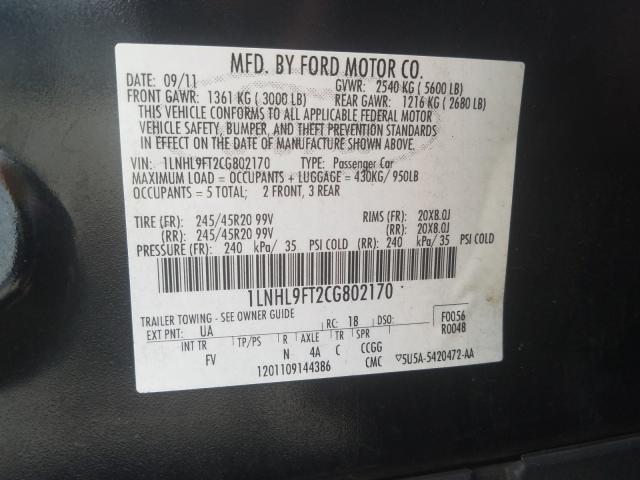 MFD. BY FORD MOTOR CO.
DATE: 09/11 GVWR: 2540 KG (5600 LB)
FRONT GAWR: 1361 KG (3000 LB) REAR GAWR: 1216 KG (2680 LB)
THIS VEHICLE CONFORMS TO ALL APPLICABLE FEDERAL MOTOR
VEHICLE SAFETY, BUMPER, AND THEFT PREVENTION STANDARDS
IN EFFECT ON THE DATE OF MANUFACTURE SHOWN ABOVE.
VIN: 1LNHL9FT2CG802170 TYPE: Passenger Car
MAXIMUM LOAD = OCCUPANTS + LUGGAGE = 430KG/ 950LB
OCCUPANTS = 5 TOTAL; 2 FRONT, 3 REAR
TIRE (FR): 245/45R20 99V RIMS (FR): 20X8.0J
(RR): 245/45R20 99V (RR): 20X8.0J
PRESSURE (FR): 240 kPa/ 35 PSI COLD (RR): 240 kPa/ 35 PSI COLD
1LNHL9FT2CG802170
TRAILER TOWING - SEE OWNER GUIDE F0056
EXT PNT: UA RC: 18 DSO: R0048
INT TR TP/PS R AXLE TR SPR
FV N 4A C CCGG
1201109144386 CMC ▽5U5A-5420472-AA